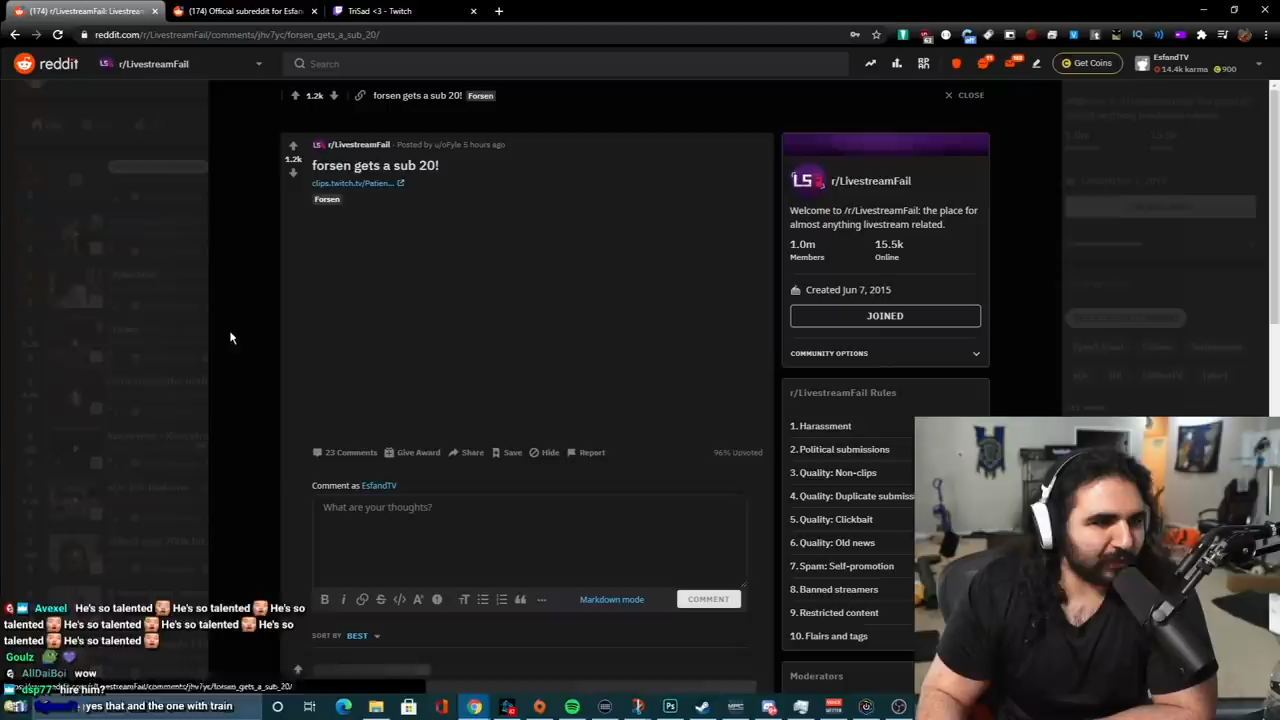 (174) r/LivestreamFail: Livestrea
(174) Official subreddit for Esfan
TriSad <3 - Twitch
reddit.com/r/LivestreamFail/comments/jhv7yc/forsen_gets_a_sub_20/
reddit
r/LivestreamFail
Search
Get Coins
EsfandTV
14.4k karma 900
1.2k
forsen gets a sub 20!
Forsen
CLOSE
r/LivestreamFail · Posted by u/oFyle 5 hours ago
1.2k
forsen gets a sub 20!
clips.twitch.tv/Patien...
Forsen
23 Comments
Give Award
Share
Save
Hide
Report
96% Upvoted
Comment as EsfandTV
What are your thoughts?
Markdown mode
COMMENT
SORT BY BEST
r/LivestreamFail
Welcome to /r/LivestreamFail: the place for
almost anything livestream related.
1.0m
Members
15.5k
Online
Created Jun 7, 2015
JOINED
COMMUNITY OPTIONS
r/LivestreamFail Rules
1. Harassment
2. Political submissions
3. Quality: Non-clips
4. Quality: Duplicate submiss
5. Quality: Clickbait
6. Quality: Old news
7. Spam: Self-promotion
8. Banned streamers
9. Restricted content
10. Flairs and tags
Moderators
Avexel He's so talented He's so talented He's so
talented He's so talented He's so talented He's so
talented He's so talented
Goulz
AllDaiBoi wow
dsp77 hire him?
yes that and the one with train